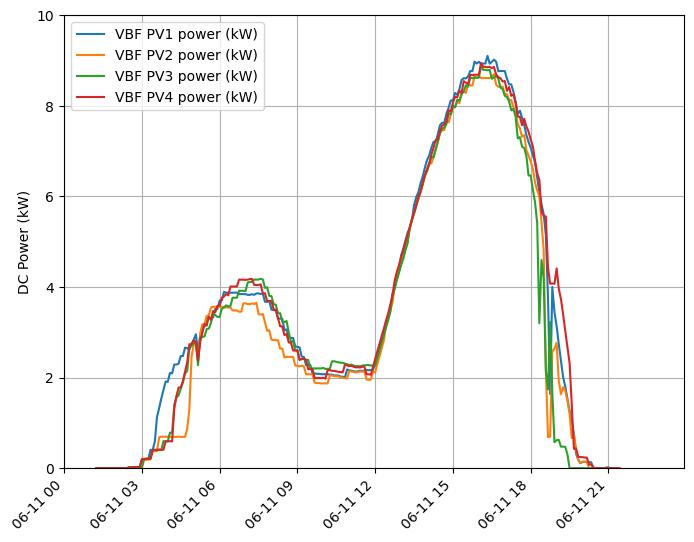 10
8
6
4
2
0
DC Power (kW)
VBF PV1 power (kW)
VBF PV2 power (kW)
VBF PV3 power (kW)
VBF PV4 power (kW)
06-11 00
06-11 03
06-11 06
06-11 09
06-11 12
06-11 15
06-11 18
06-11 21